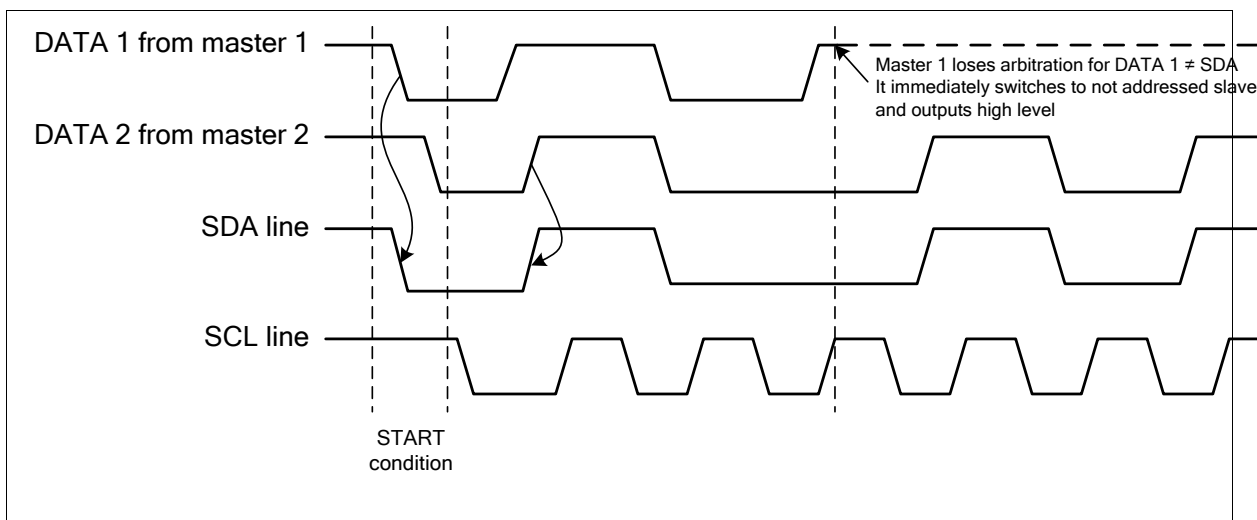 DATA 1 from master 1
Master 1 loses arbitration for DATA 1 ≠ SDA
It immediately switches to not addressed slave
and outputs high level
DATA 2 from master 2
SDA line
SCL line
START
condition